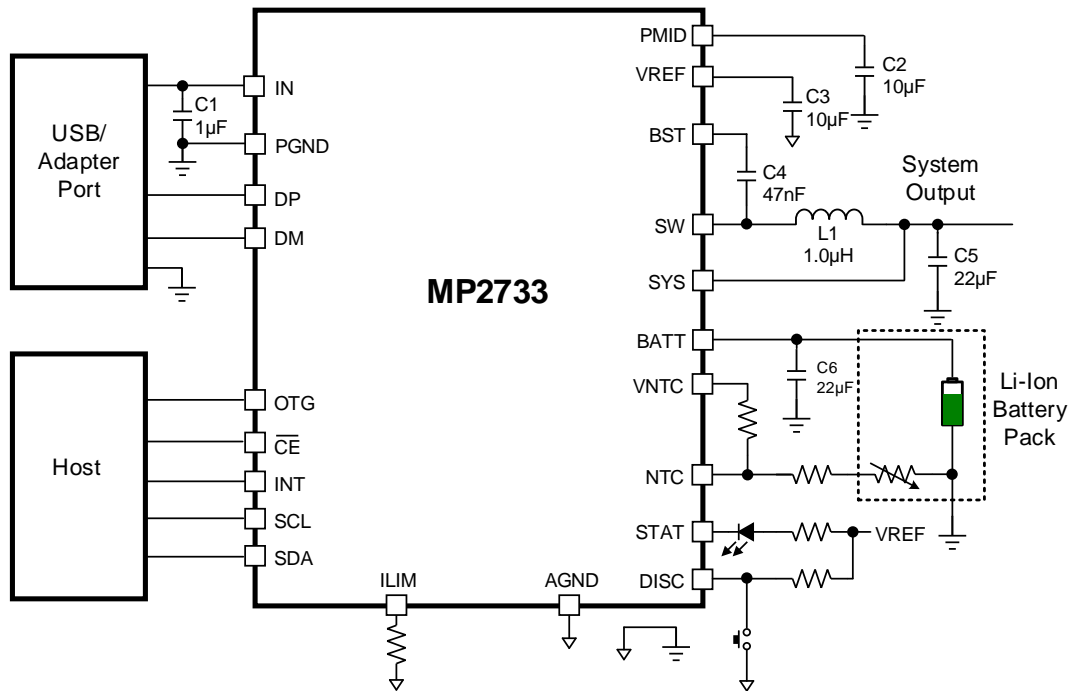 PMID
VREF
BST
SW
SYS
BATT
VNTC
NTC
STAT
DISC
IN
PGND
DP
DM
OTG
CE
INT
SCL
SDA
ILIM
AGND
MP2733
USB/
Adapter
Port
Host
C1
1µF
C2
10µF
C3
10µF
C4
47nF
L1
1.0µH
System
Output
C5
22µF
C6
22µF
Li-Ion
Battery
Pack
VREF